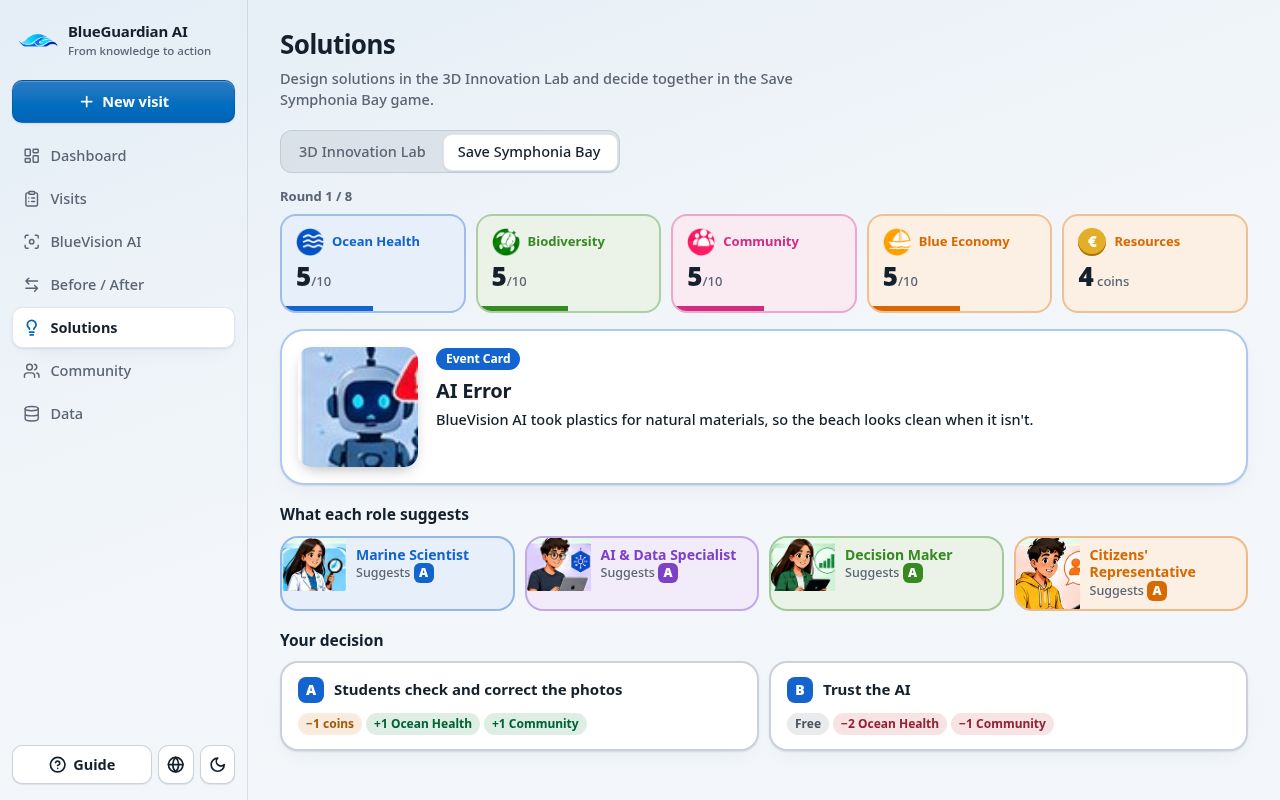 BlueGuardian AI
From knowledge to action
New visit
Dashboard
Visits
BlueVision AI
Before / After
Solutions
Community
Data
Guide
Solutions
Design solutions in the 3D Innovation Lab and decide together in the Save
Symphonia Bay game.
3D Innovation Lab
Save Symphonia Bay
Round 1 / 8
Ocean Health
5/10
Biodiversity
5/10
Community
5/10
Blue Economy
5/10
€
Resources
4 coins
Event Card
AI Error
BlueVision AI took plastics for natural materials, so the beach looks clean when it isn't.
What each role suggests
Marine Scientist
Suggests A
AI & Data Specialist
Suggests A
Decision Maker
Suggests A
Citizens'
Representative
Suggests A
Your decision
A Students check and correct the photos
−1 coins +1 Ocean Health +1 Community
B Trust the AI
Free −2 Ocean Health −1 Community